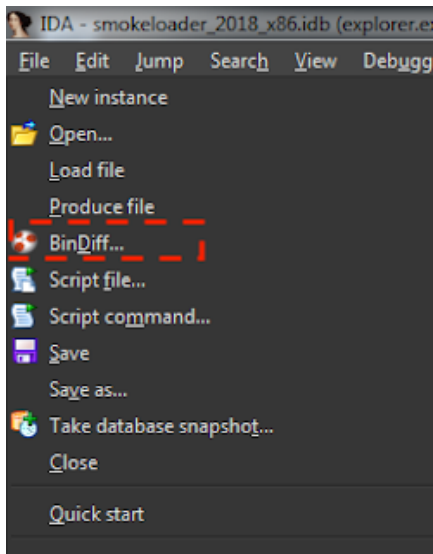 IDA - smokeloader_2018_x86.idb (explorer.ex
File Edit Jump Search View Debugg
New instance
Open...
Load file
Produce file
BinDiff...
Script file...
Script command...
Save
Save as...
Take database snapshot...
Close
Quick start